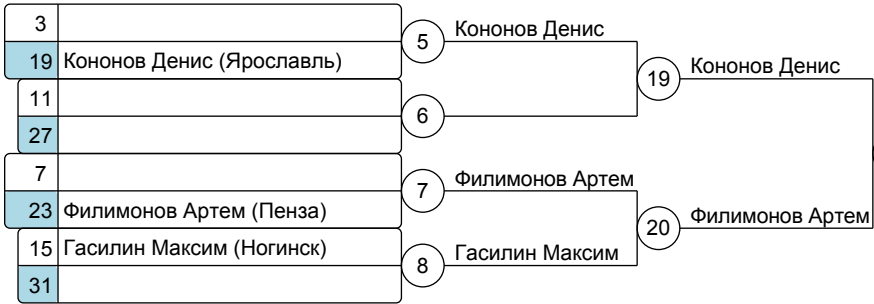 3
19 Кононов Денис (Ярославль)
11
27
7
23 Филимонов Артем (Пенза)
15 Гасилин Максим (Ногинск)
31
5 Кононов Денис
6
7 Филимонов Артем
8 Гасилин Максим
19 Кононов Денис
20 Филимонов Артем